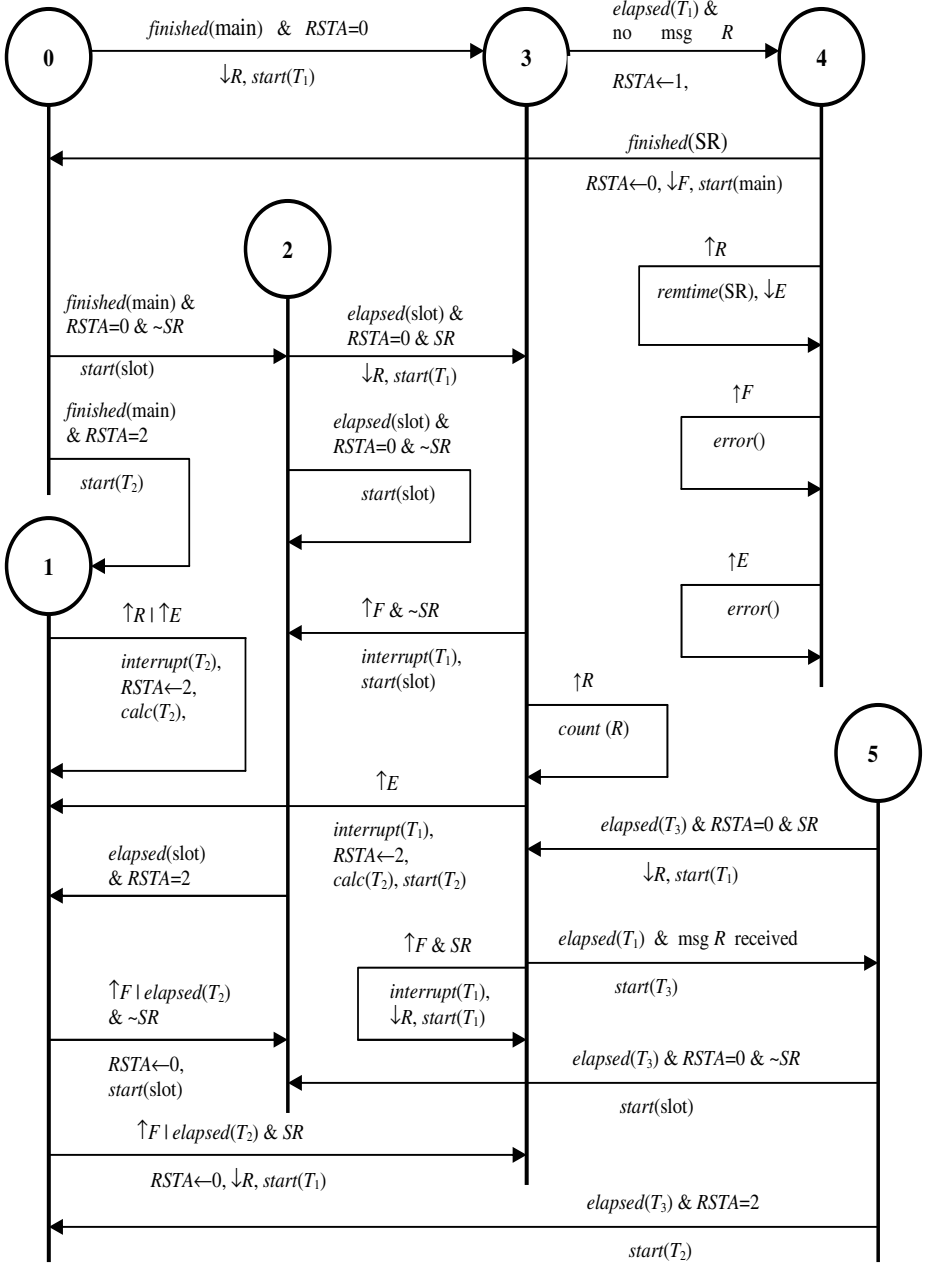 elapsed(T1) &
finished(main) & RSTA=0
no msg R
0
3
4
↓R, start(T1)
RSTA←1,
finished(SR)
RSTA←0, ↓F, start(main)
2
↑R
remtime(SR), ↓E
finished(main) &
RSTA=0 & ~SR
elapsed(slot) &
RSTA=0 & SR
start(slot)
↓R, start(T1)
↑F
error()
finished(main)
& RSTA=2
elapsed(slot) &
RSTA=0 & ~SR
start(T2)
start(slot)
1
↑E
error()
↑R | ↑E
↑F & ~SR
interrupt(T2),
RSTA←2,
calc(T2),
interrupt(T1),
start(slot)
↑R
count (R)
5
↑E
interrupt(T1),
RSTA←2,
calc(T2), start(T2)
elapsed(T3) & RSTA=0 & SR
↓R, start(T1)
elapsed(slot)
& RSTA=2
↑F & SR
elapsed(T1) & msg R received
interrupt(T1),
↓R, start(T1)
start(T3)
↑F | elapsed(T2)
& ~SR
RSTA←0,
start(slot)
elapsed(T3) & RSTA=0 & ~SR
start(slot)
↑F | elapsed(T2) & SR
RSTA←0, ↓R, start(T1)
elapsed(T3) & RSTA=2
start(T2)